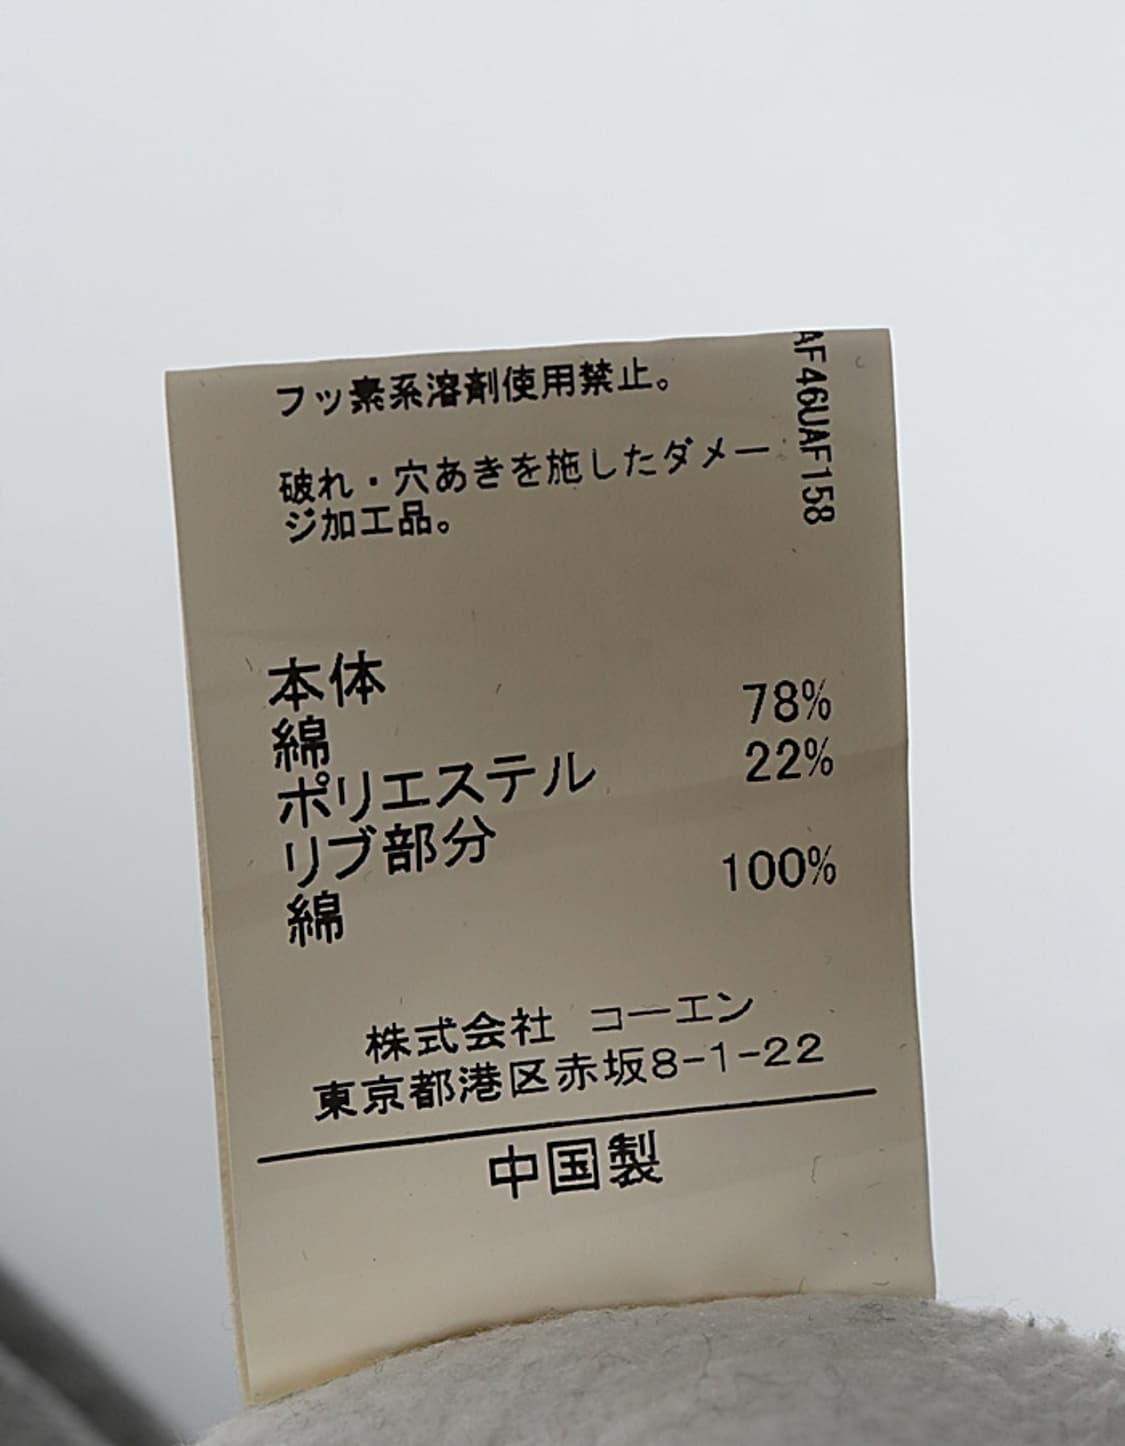 フッ素系溶剤使用禁止。
破れ・穴あきを施したダメー
ジ加工品。
AF46UAF158
本体
綿 78%
ポリエステル 22%
リブ部分
綿 100%
株式会社 コーエン
東京都港区赤坂8-1-22
中国製